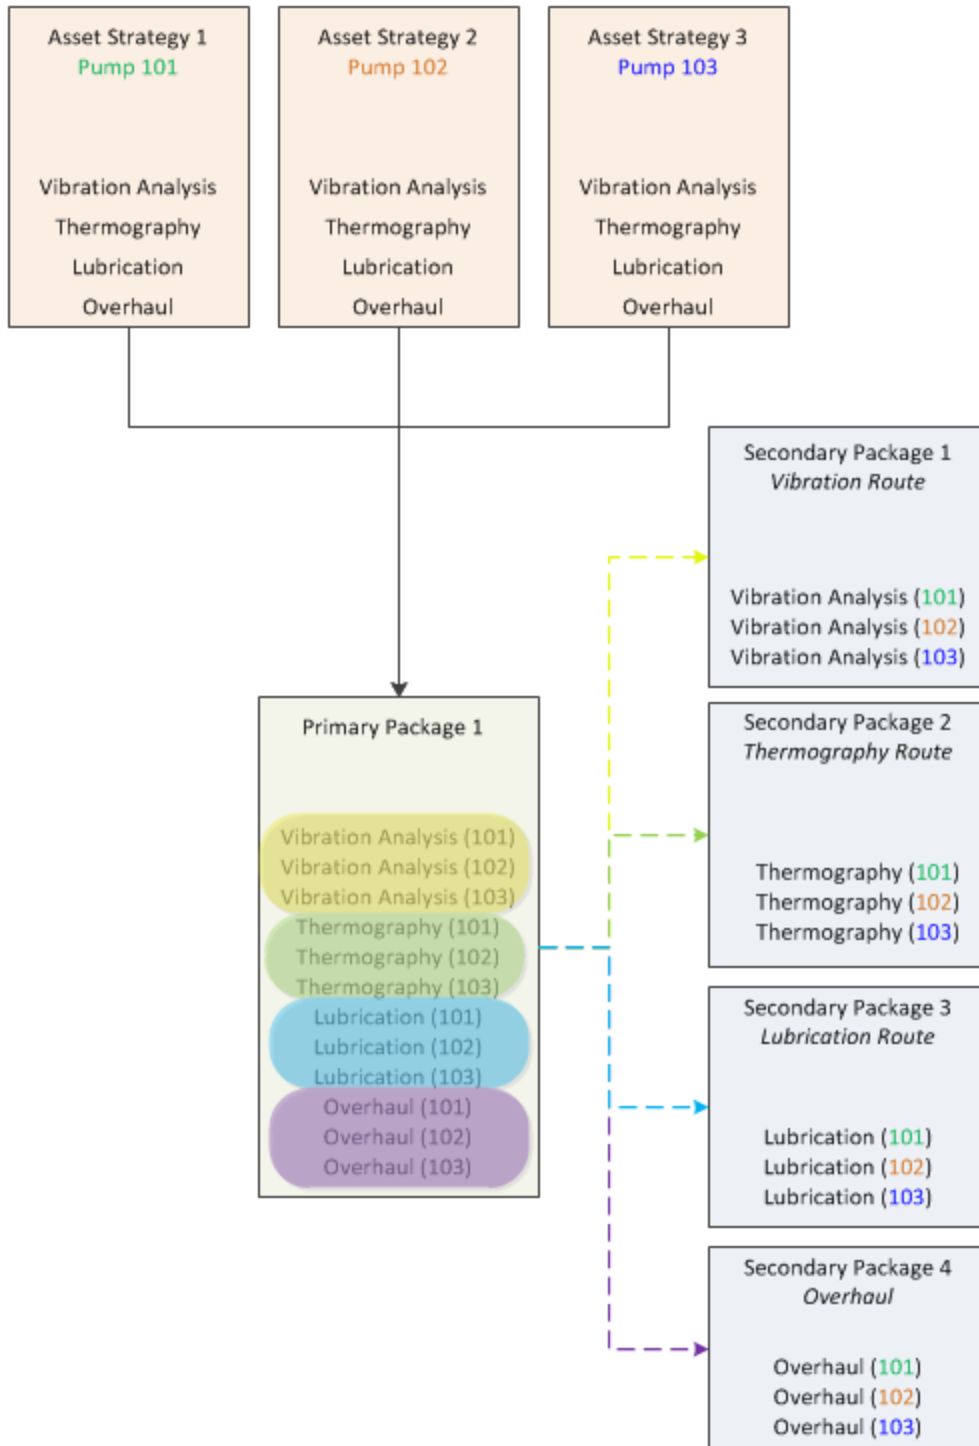 Asset Strategy 1
Pump 101
Vibration Analysis
Thermography
Lubrication
Overhaul
Asset Strategy 2
Pump 102
Vibration Analysis
Thermography
Lubrication
Overhaul
Asset Strategy 3
Pump 103
Vibration Analysis
Thermography
Lubrication
Overhaul
Primary Package 1
Vibration Analysis (101)
Vibration Analysis (102)
Vibration Analysis (103)
Thermography (101)
Thermography (102)
Thermography (103)
Lubrication (101)
Lubrication (102)
Lubrication (103)
Overhaul (101)
Overhaul (102)
Overhaul (103)
Secondary Package 1
Vibration Route
Vibration Analysis (101)
Vibration Analysis (102)
Vibration Analysis (103)
Secondary Package 2
Thermography Route
Thermography (101)
Thermography (102)
Thermography (103)
Secondary Package 3
Lubrication Route
Lubrication (101)
Lubrication (102)
Lubrication (103)
Secondary Package 4
Overhaul
Overhaul (101)
Overhaul (102)
Overhaul (103)